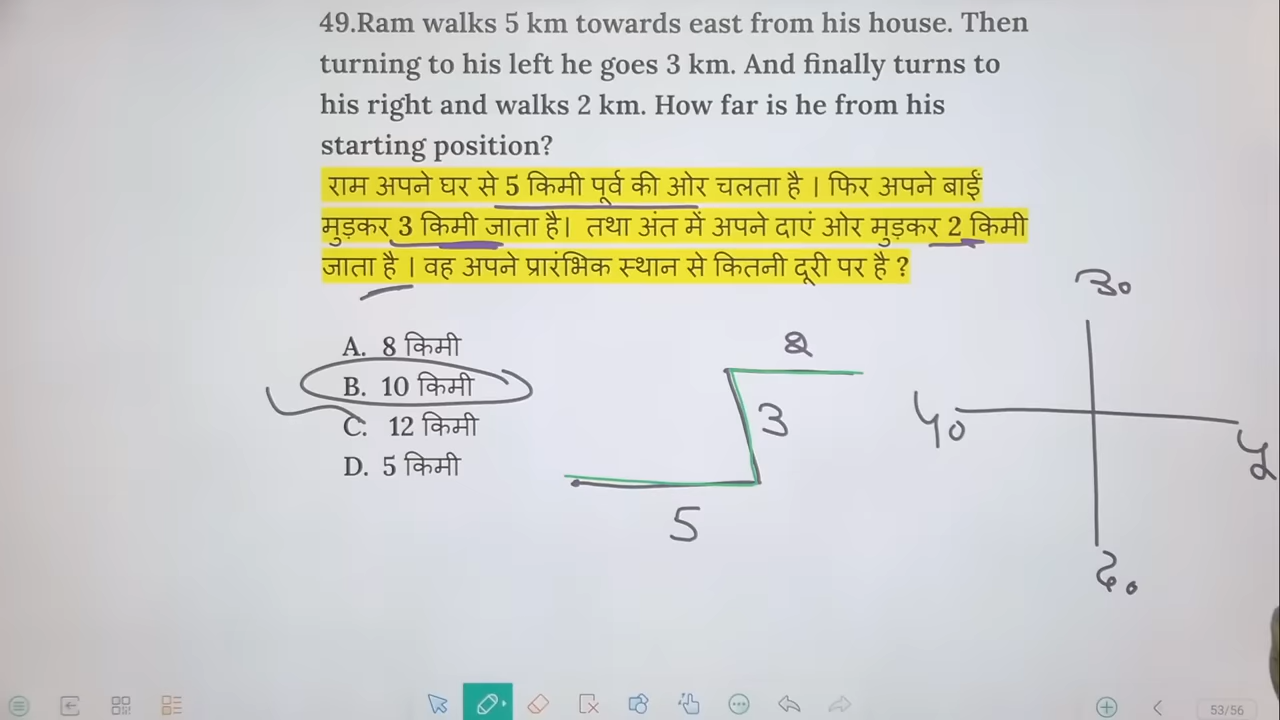 49.Ram walks 5 km towards east from his house. Then
turning to his left he goes 3 km. And finally turns to
his right and walks 2 km. How far is he from his
starting position?
राम अपने घर से 5 किमी पूर्व की ओर चलता है । फिर अपने बाईं
मुड़कर 3 किमी जाता है। तथा अंत में अपने दाएं ओर मुड़कर 2 किमी
जाता है । वह अपने प्रारंभिक स्थान से कितनी दूरी पर है ?
A. 8 किमी
B. 10 किमी
C. 12 किमी
D. 5 किमी
2
3
5
उ०
प०
पू
द०
53/56